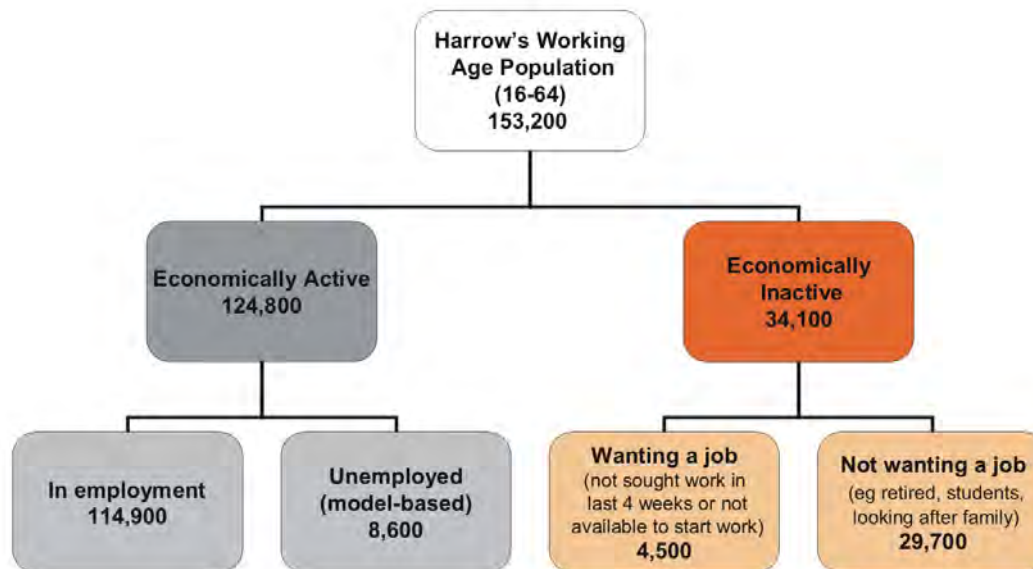 Harrow's Working
Age Population
(16-64)
153,200
Economically Active
124,800
Economically
Inactive
34,100
In employment
114,900
Unemployed
(model-based)
8,600
Wanting a job
(not sought work in
last 4 weeks or not
available to start work)
4,500
Not wanting a job
(eg retired, students,
looking after family)
29,700